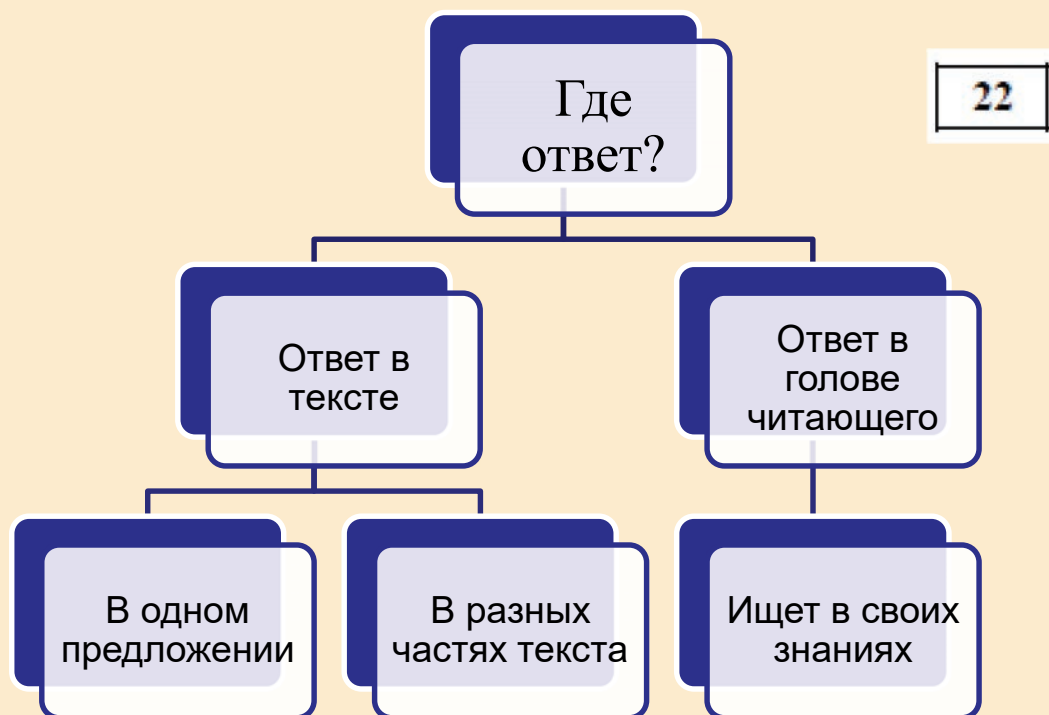 Где
ответ?
22
Ответ в
тексте
Ответ в
голове
читающего
В одном
предложении
В разных
частях текста
Ищет в своих
знаниях